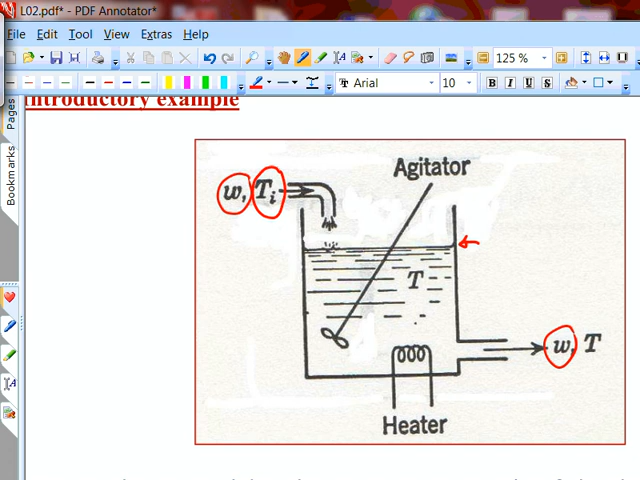 L02.pdf* - PDF Annotator*
File Edit Tool View Extras Help
125 %
Arial 10
B I U S
Pages
Bookmarks
introductory example
Agitator
w, Ti
T
w, T
Heater